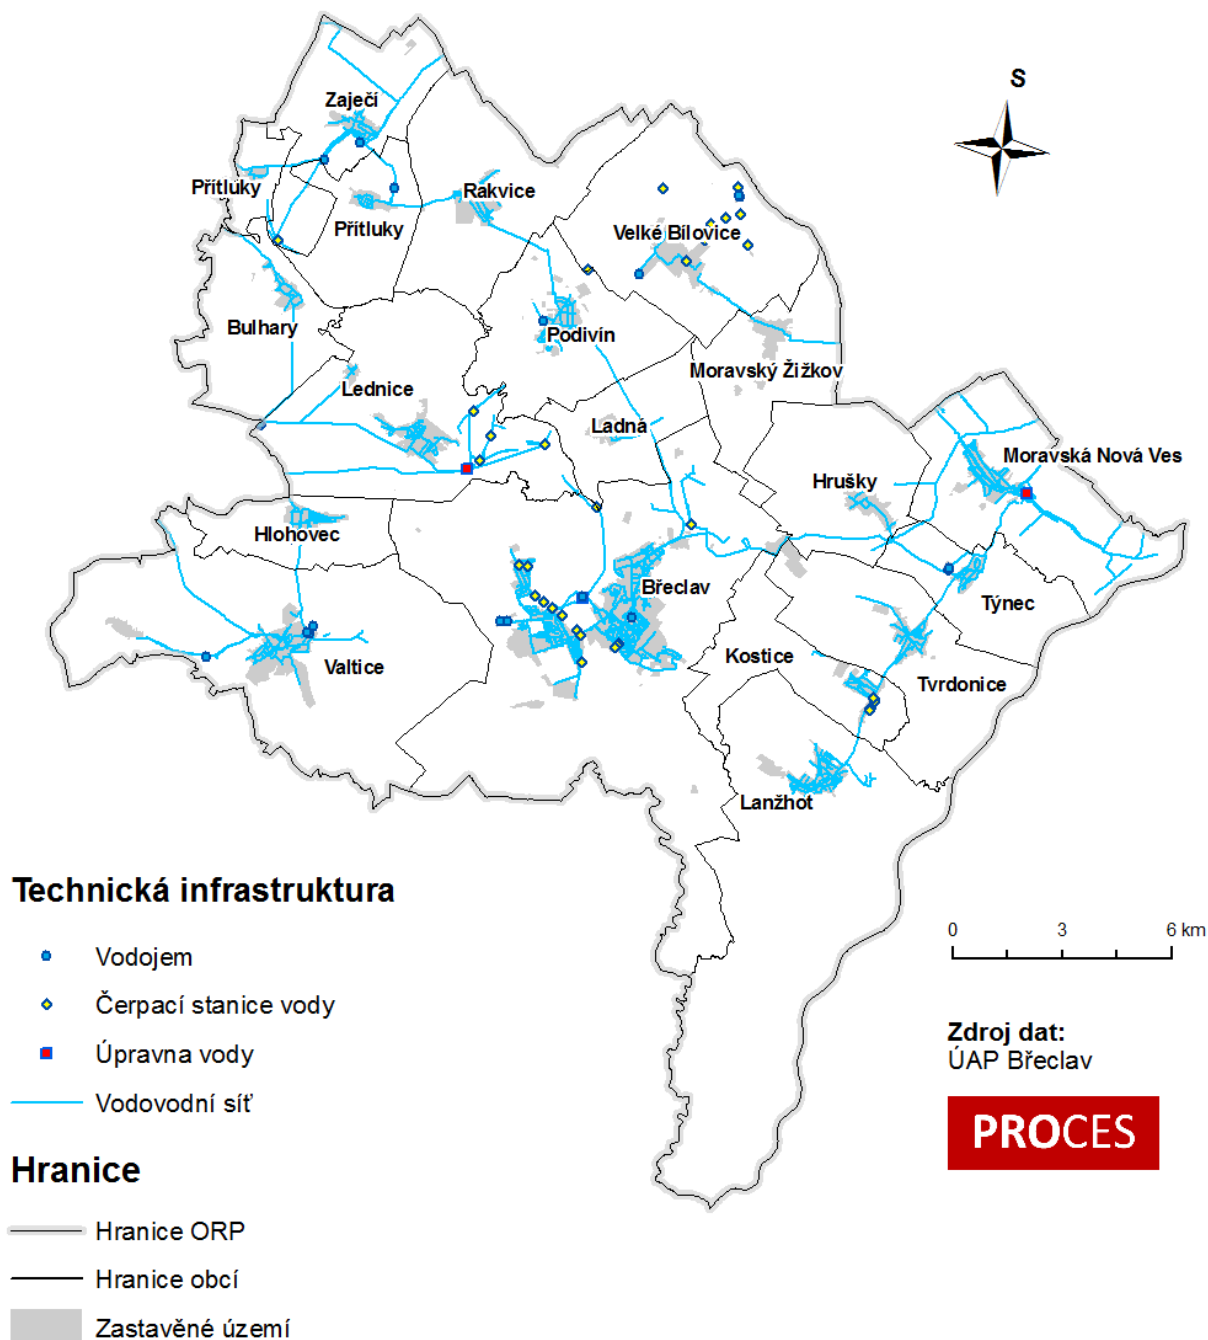 S
Zaječí
Přítluky
Rakvice
Přítluky
Velké Bílovice
Bulhary
Podivín
Moravský Žižkov
Lednice
Ladná
Moravská Nová Ves
Hrušky
Hlohovec
Břeclav
Týnec
Kostice
Valtice
Tvrdonice
Lanžhot
Technická infrastruktura
Vodojem
Čerpací stanice vody
Úpravna vody
Vodovodní síť
Hranice
Hranice ORP
Hranice obcí
Zastavěné území
0 3 6 km
Zdroj dat:
ÚAP Břeclav
PROCES